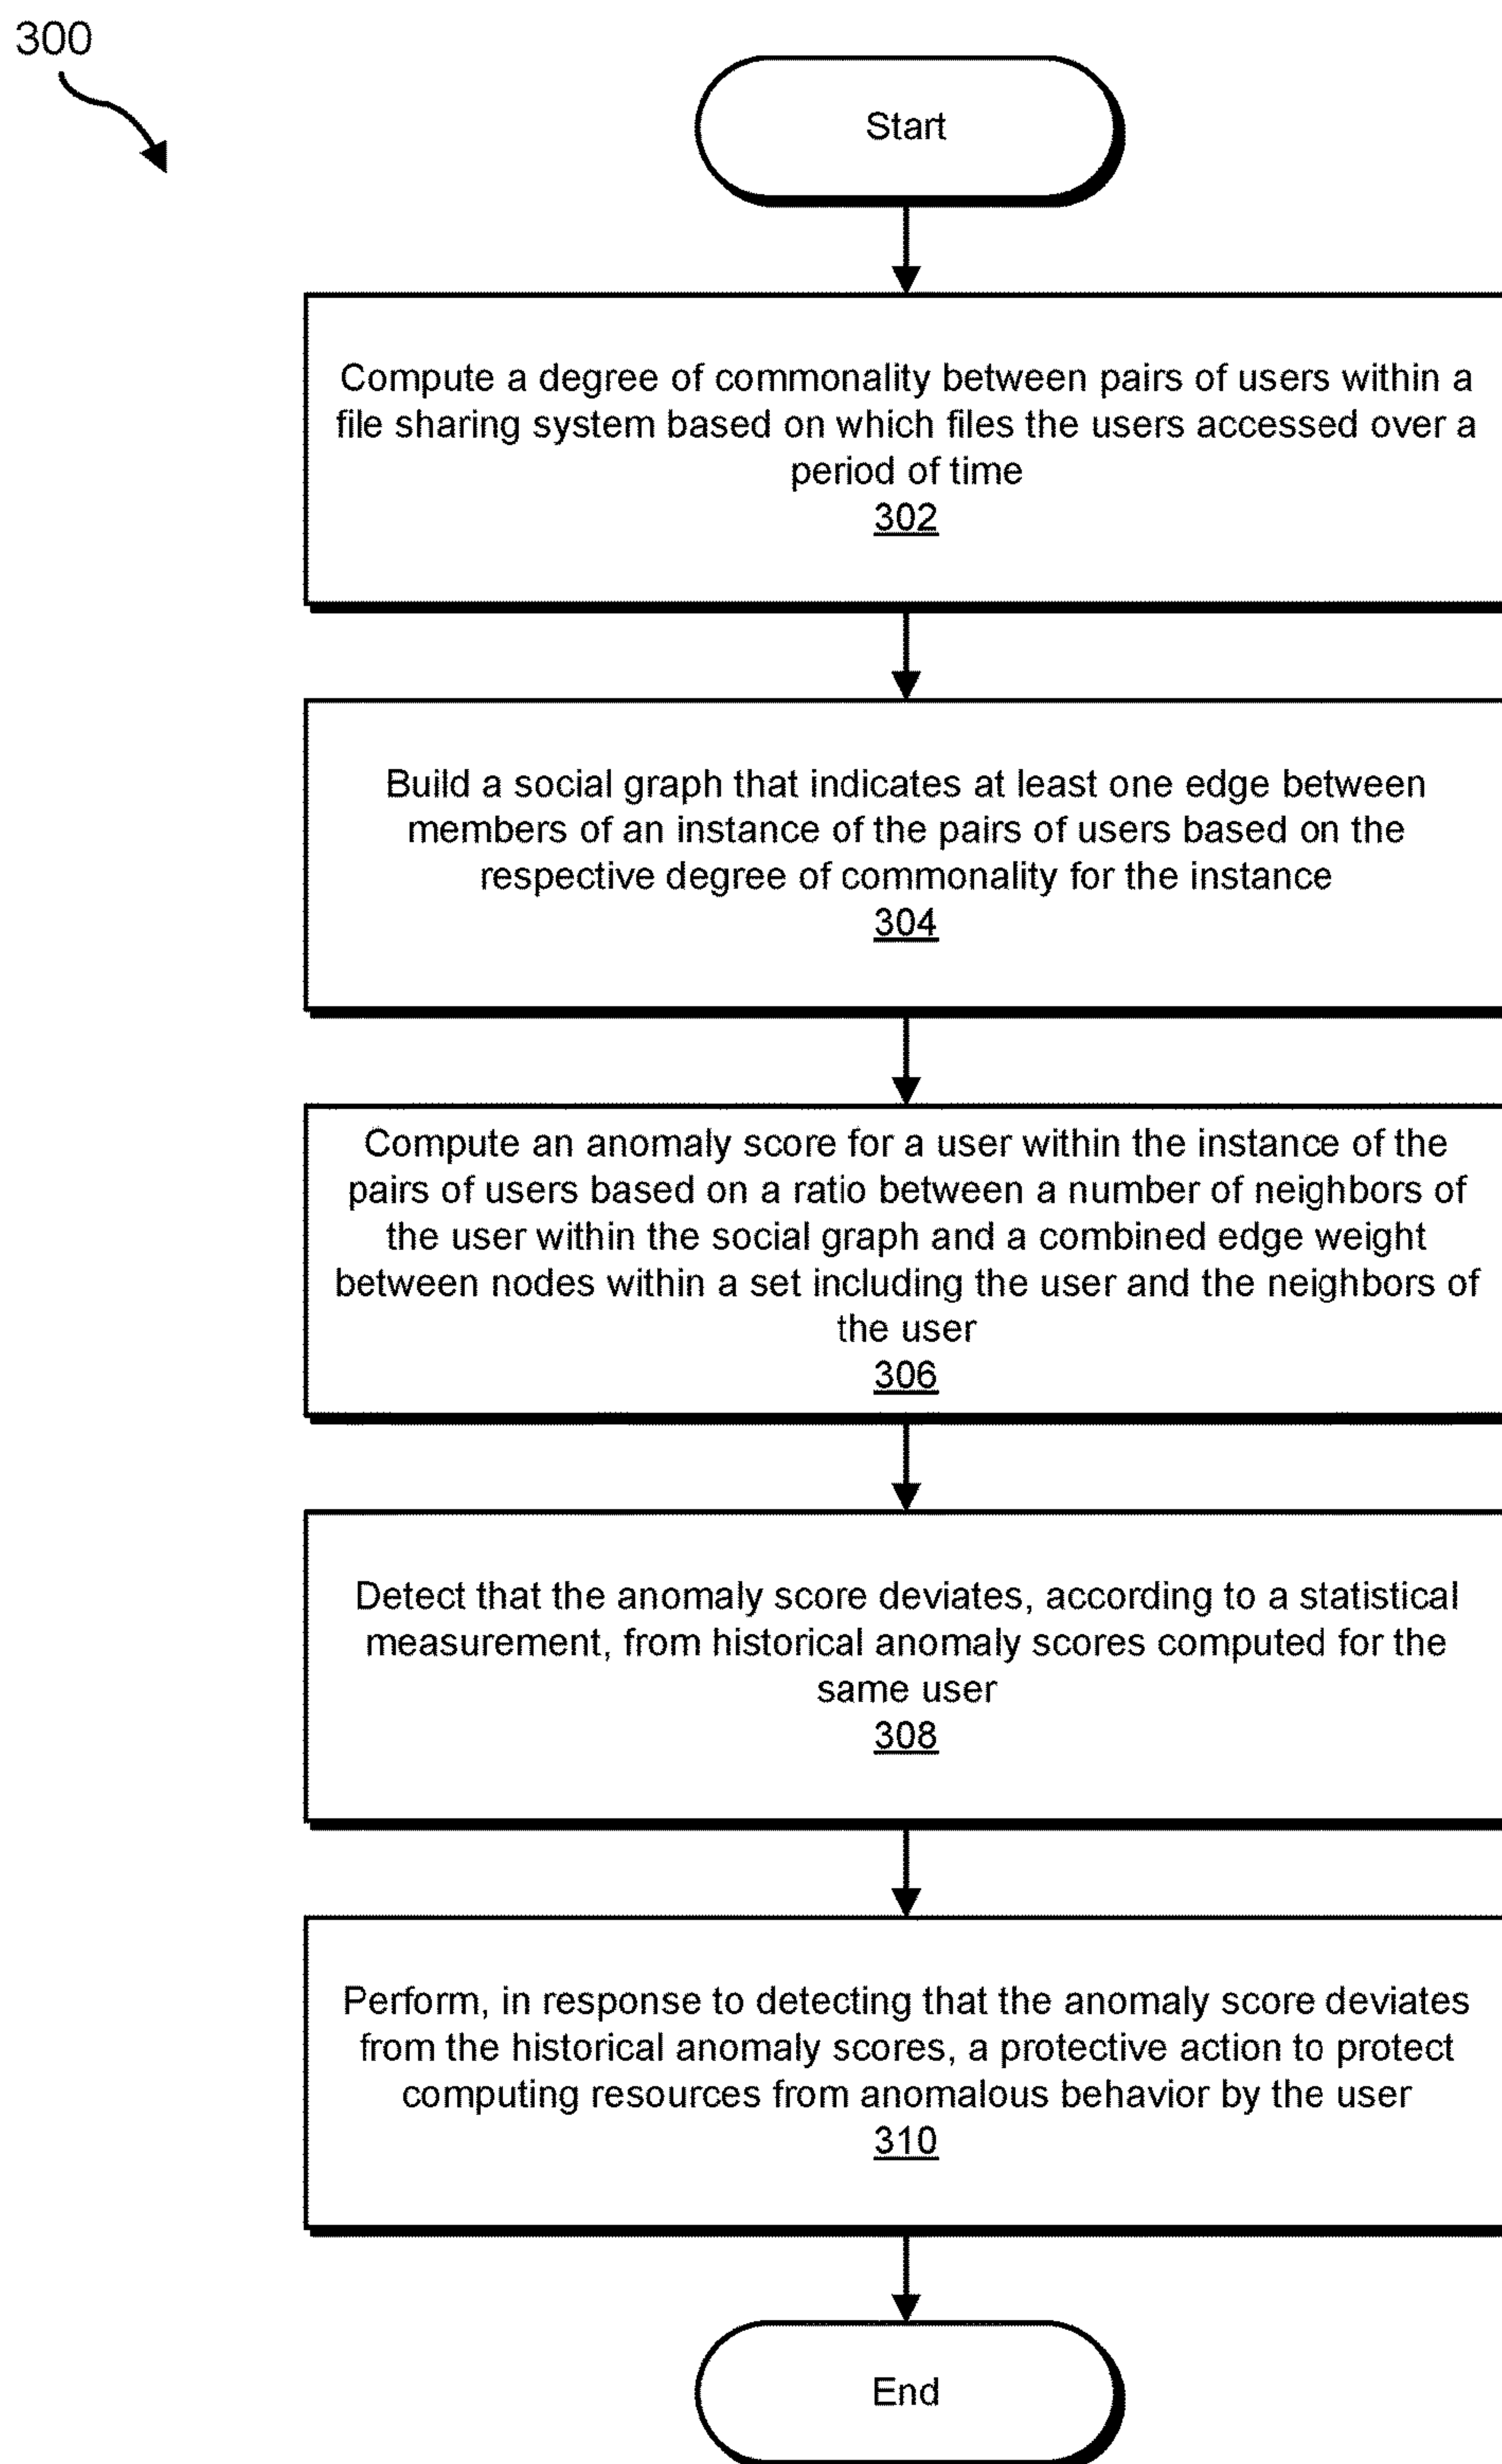 300
Start
Compute a degree of commonality between pairs of users within a
file sharing system based on which files the users accessed over a
period of time
302
Build a social graph that indicates at least one edge between
members of an instance of the pairs of users based on the
respective degree of commonality for the instance
304
Compute an anomaly score for a user within the instance of the
pairs of users based on a ratio between a number of neighbors of
the user within the social graph and a combined edge weight
between nodes within a set including the user and the neighbors of
the user
306
Detect that the anomaly score deviates, according to a statistical
measurement, from historical anomaly scores computed for the
same user
308
Perform, in response to detecting that the anomaly score deviates
from the historical anomaly scores, a protective action to protect
computing resources from anomalous behavior by the user
310
End